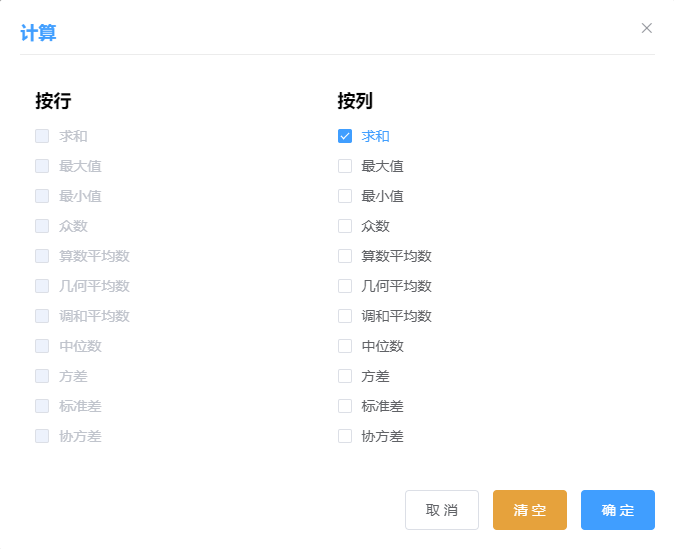 计算
按行
求和
最大值
最小值
众数
算数平均数
几何平均数
调和平均数
中位数
方差
标准差
协方差
按列
求和
最大值
最小值
众数
算数平均数
几何平均数
调和平均数
中位数
方差
标准差
协方差
取消 清空 确定